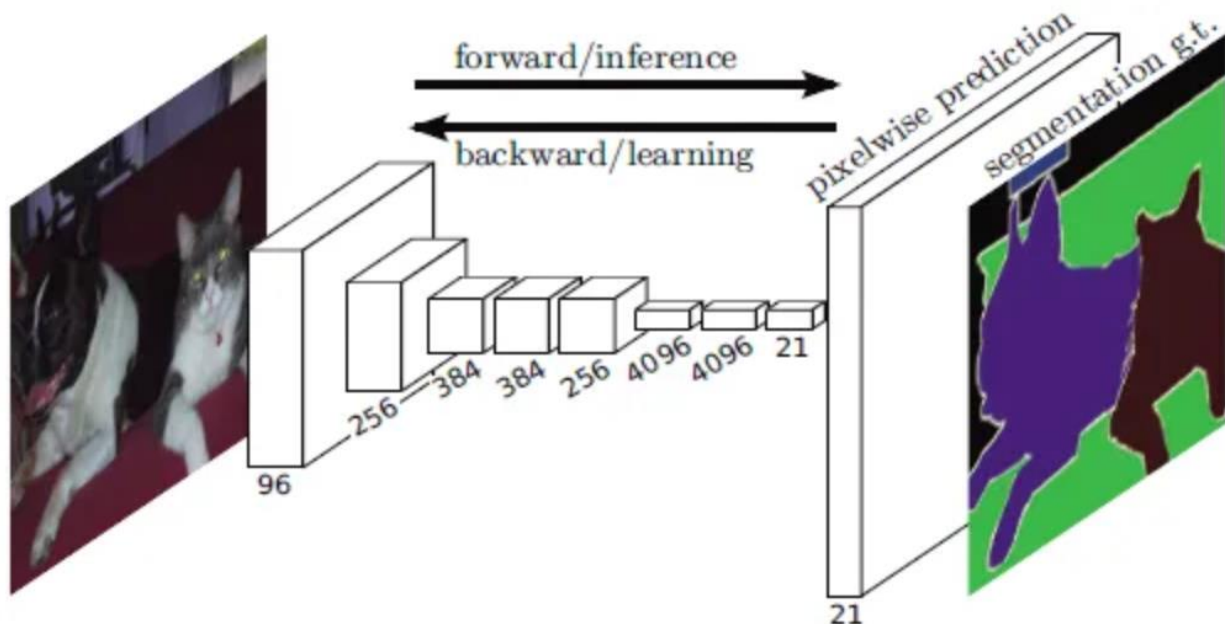 forward/inference
backward/learning
pixelwise prediction
segmentation g.t.
96
256
384
384
256
4096
4096
21
21